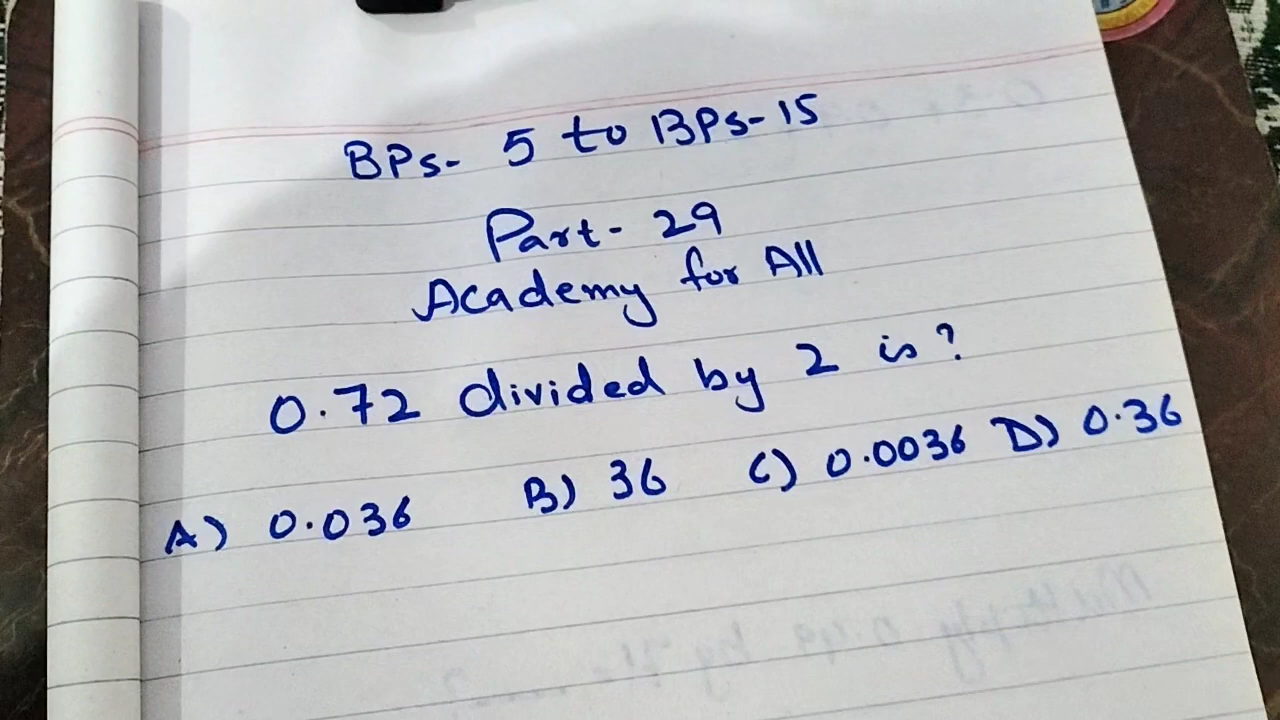 BPs- 5 to BPs-15
Part- 29
Academy for All
0.72 divided by 2 is?
A) 0.036 B) 36 C) 0.0036 D) 0.36